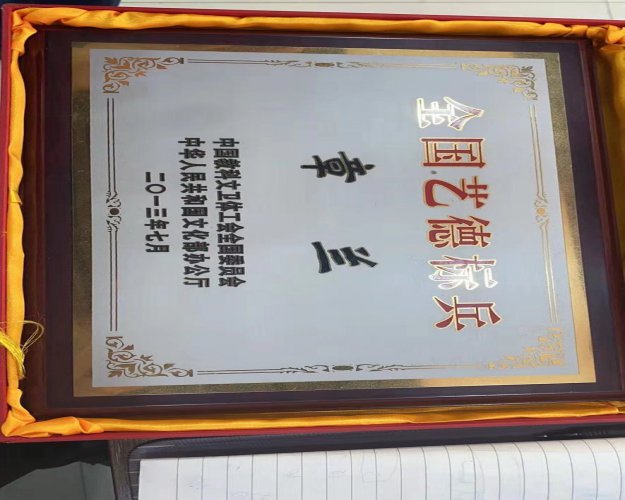 全国艺德标兵
章兰
中国教科文卫体工会全国委员会
中华人民共和国文化部办公厅
二〇一三年七月